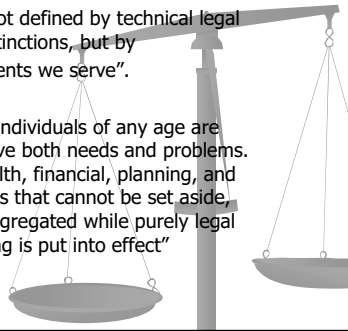 ot defined by technical legal
tinctions, but by
ents we serve”.
individuals of any age are
ve both needs and problems.
lth, financial, planning, and
s that cannot be set aside,
gregated while purely legal
ng is put into effect”